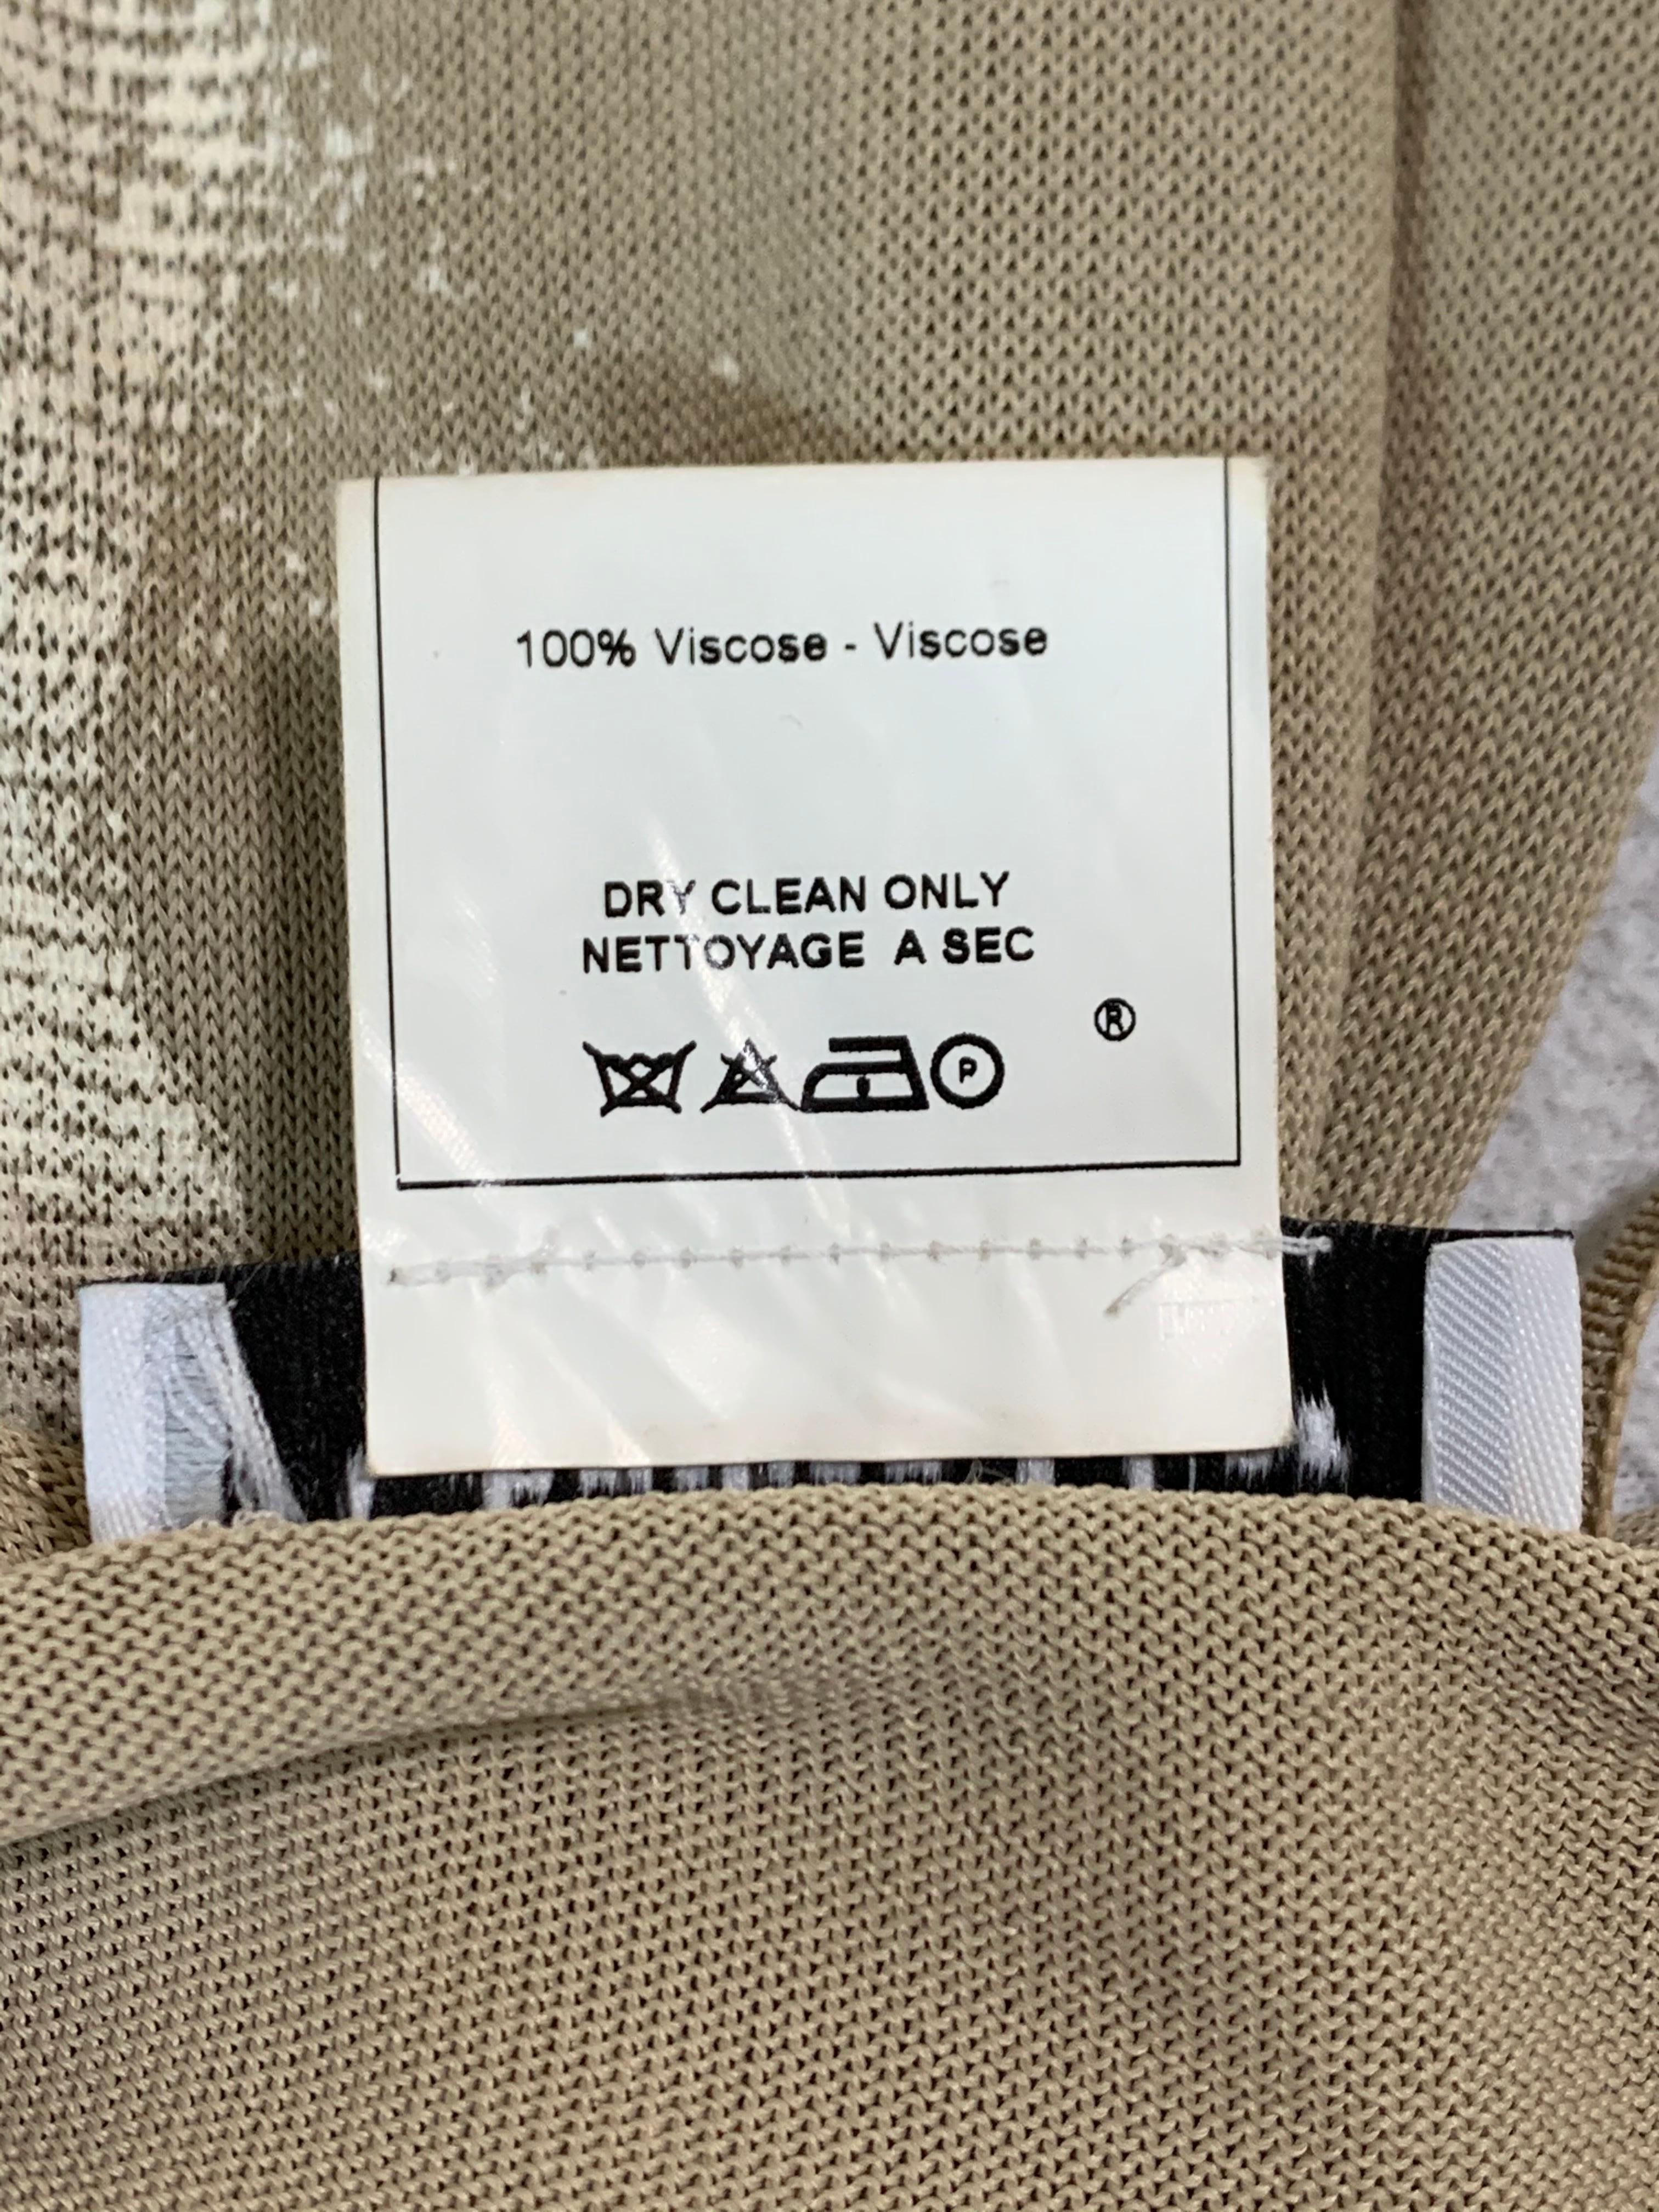 100% Viscose - Viscose
DRY CLEAN ONLY
NETTOYAGE A SEC
®
P